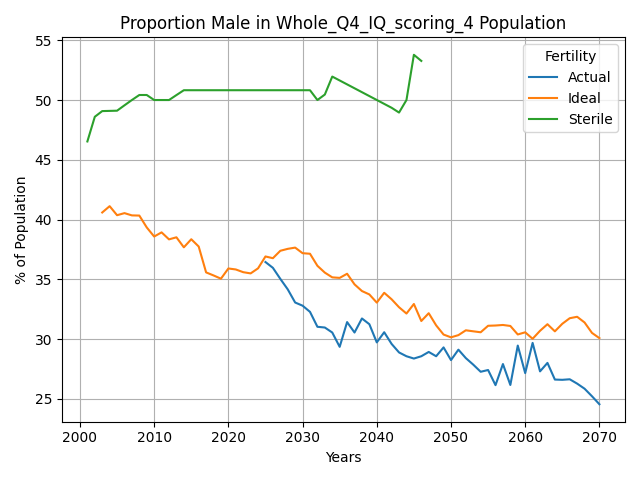 Proportion Male in Whole_Q4_IQ_scoring_4 Population
Fertility
Actual
Ideal
Sterile
% of Population
55
50
45
40
35
30
25
2000 2010 2020 2030 2040 2050 2060 2070
Years